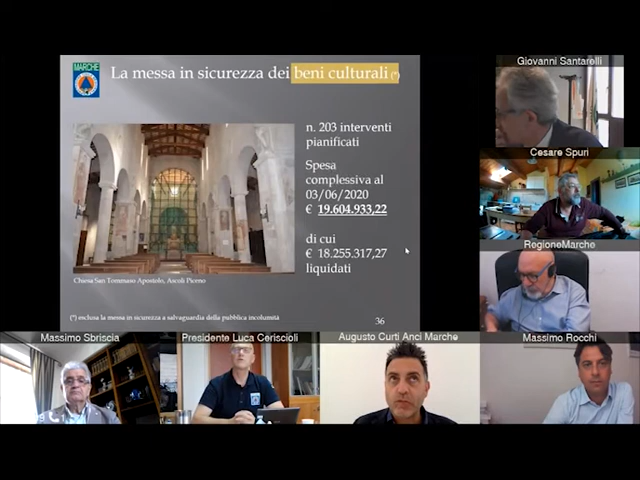 MARCHE
La messa in sicurezza dei beni culturali (*)
n. 203 interventi
pianificati
Spesa
complessiva al
03/06/2020
€ 19.604.933,22
di cui
€ 18.255.317,27
liquidati
Chiesa San Tommaso Apostolo, Ascoli Piceno
(*) esclusa la messa in sicurezza a salvaguardia della pubblica incolumità
36
Giovanni Santarelli
Cesare Spuri
RegioneMarche
Massimo Sbriscia
Presidente Luca Ceriscioli
Augusto Curti Anci Marche
Massimo Rocchi